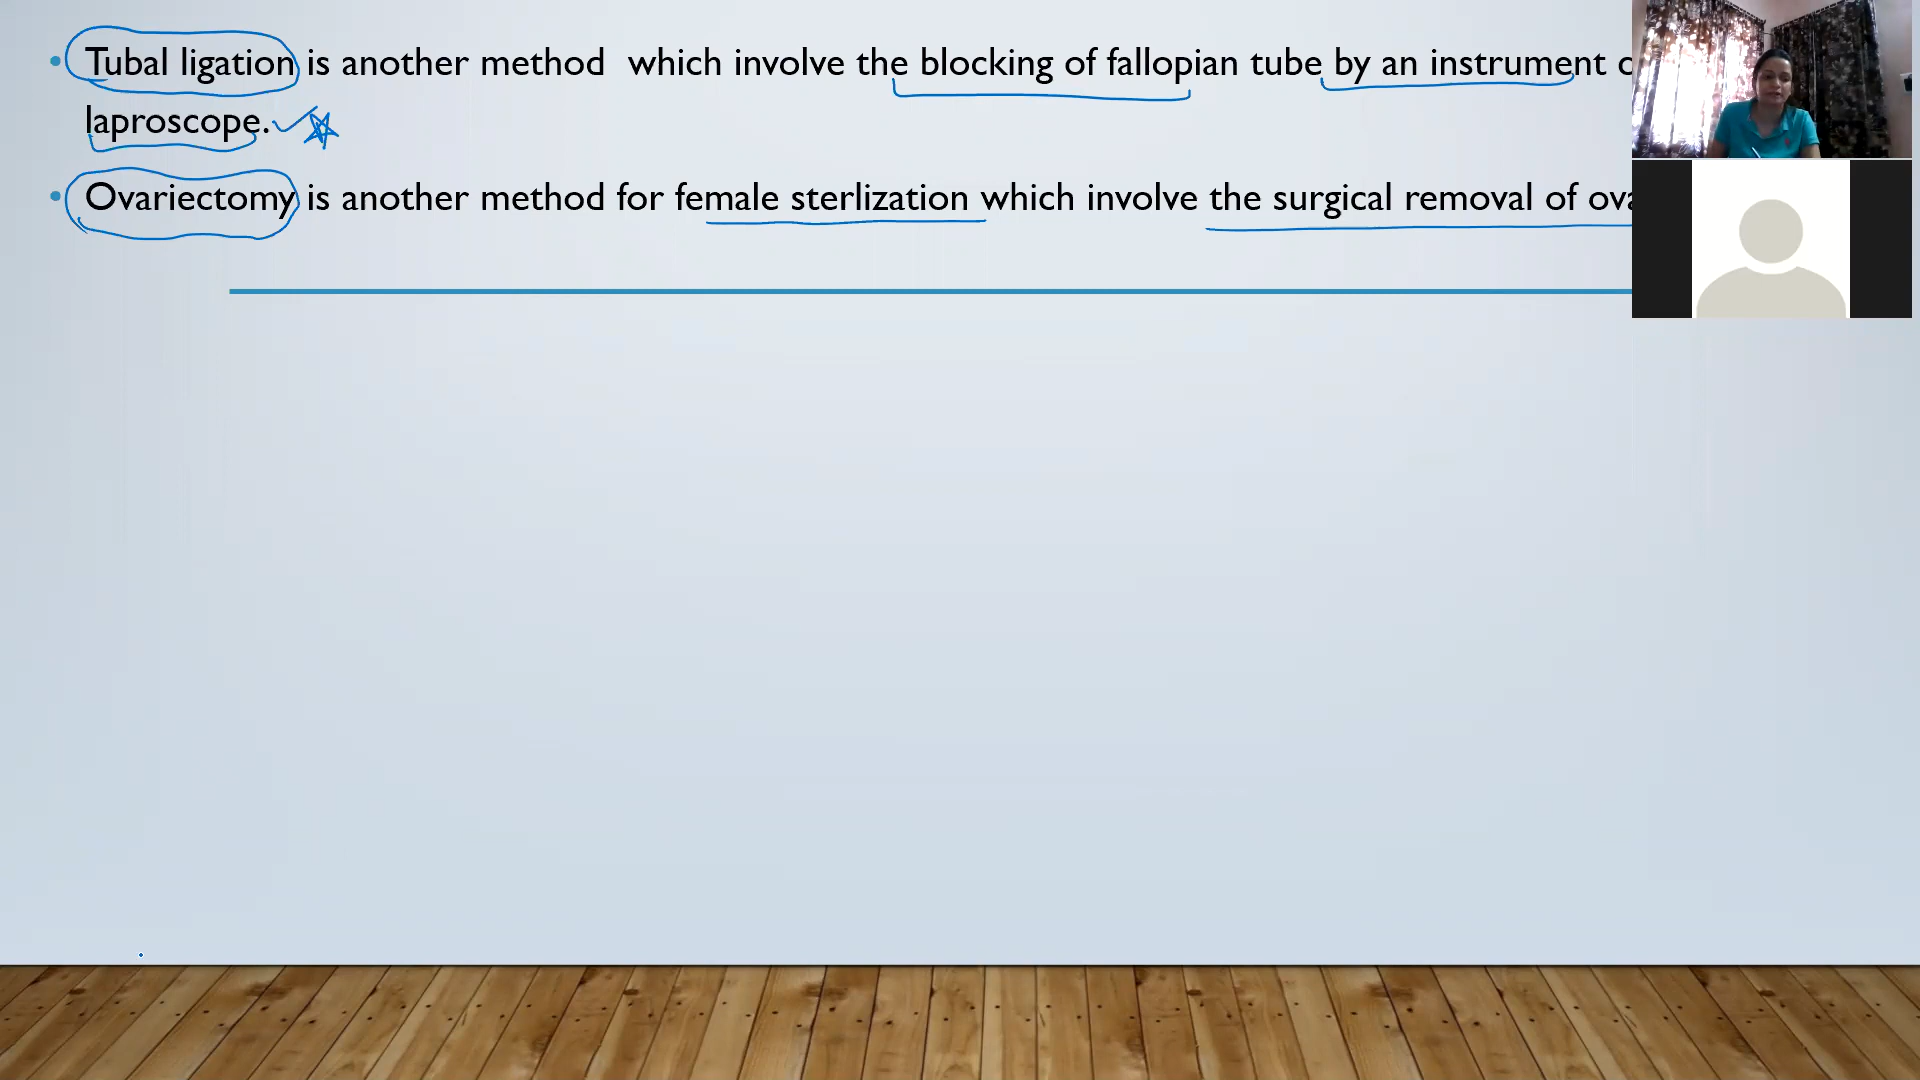 Tubal ligation is another method which involve the blocking of fallopian tube by an instrument
laproscope.
Ovariectomy is another method for female sterlization which involve the surgical removal of